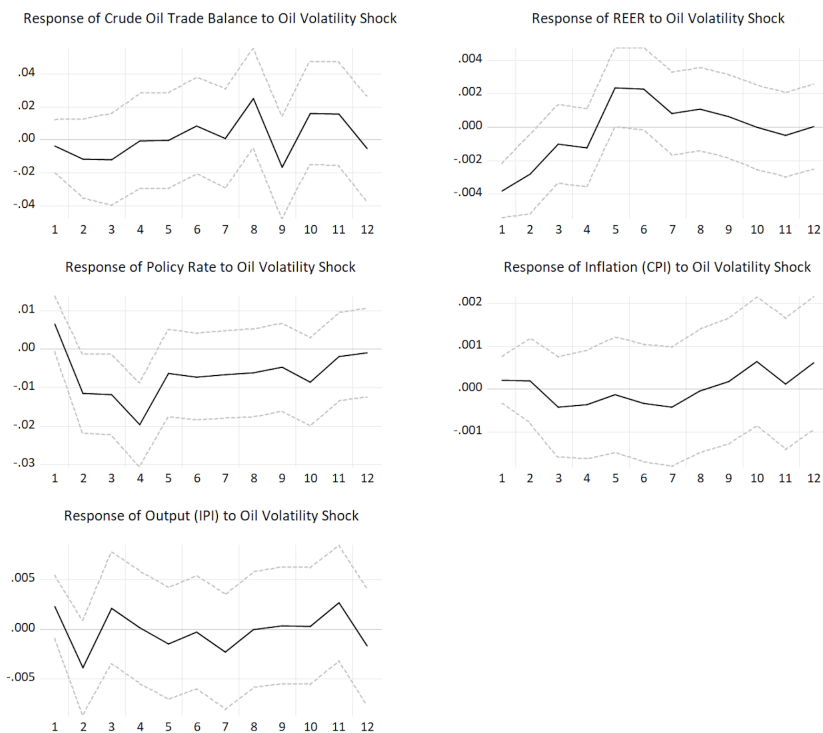 Response of Crude Oil Trade Balance to Oil Volatility Shock
.04
.02
.00
-.02
-.04
1 2 3 4 5 6 7 8 9 10 11 12
Response of REER to Oil Volatility Shock
.004
.002
.000
-.002
-.004
1 2 3 4 5 6 7 8 9 10 11 12
Response of Policy Rate to Oil Volatility Shock
.01
.00
-.01
-.02
-.03
1 2 3 4 5 6 7 8 9 10 11 12
Response of Inflation (CPI) to Oil Volatility Shock
.002
.001
.000
-.001
1 2 3 4 5 6 7 8 9 10 11 12
Response of Output (IPI) to Oil Volatility Shock
.005
.000
-.005
1 2 3 4 5 6 7 8 9 10 11 12